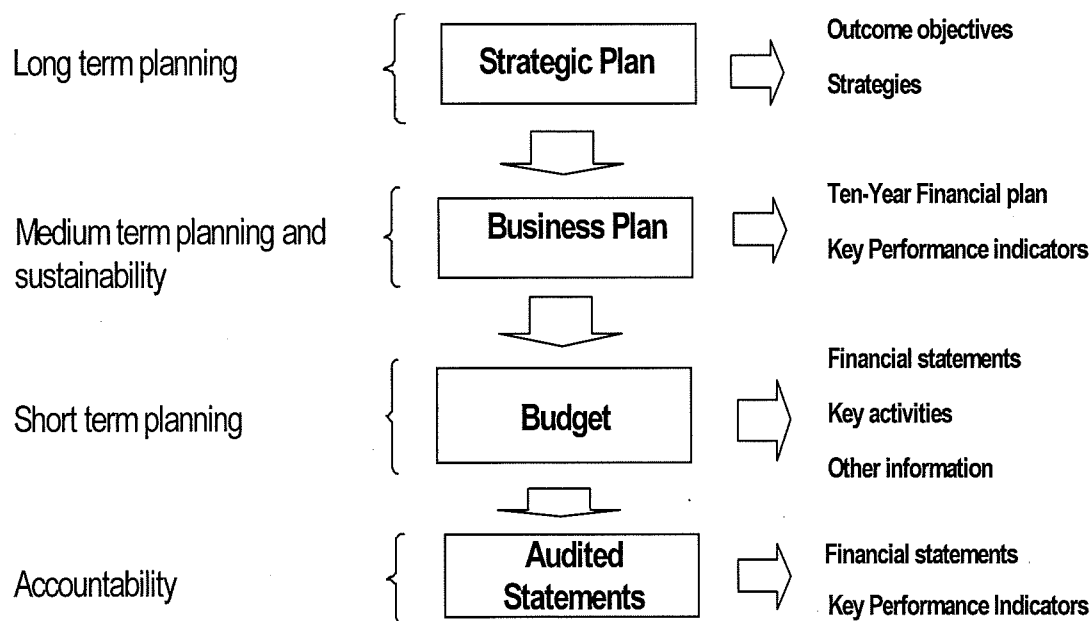 Long term planning
Strategic Plan
Outcome objectives
Strategies
Medium term planning and
sustainability
Business Plan
Ten-Year Financial plan
Key Performance indicators
Short term planning
Budget
Financial statements
Key activities
Other information
Accountability
Audited
Statements
Financial statements
Key Performance Indicators